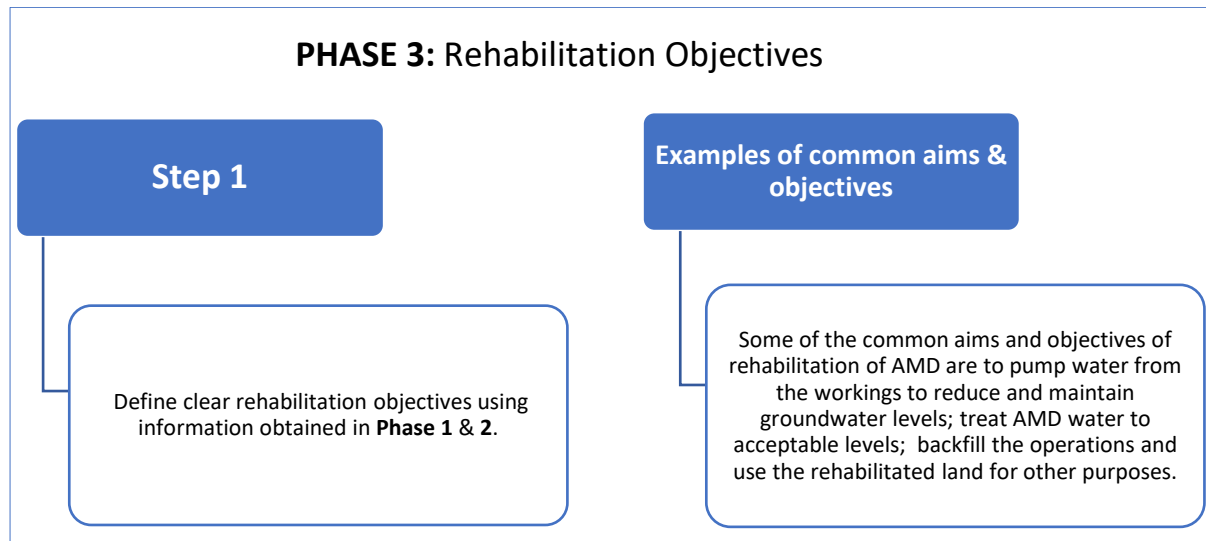 PHASE 3: Rehabilitation Objectives
Step 1
Define clear rehabilitation objectives using
information obtained in Phase 1 & 2.
Examples of common aims &
objectives
Some of the common aims and objectives of
rehabilitation of AMD are to pump water from
the workings to reduce and maintain
groundwater levels; treat AMD water to
acceptable levels;  backfill the operations and
use the rehabilitated land for other purposes.